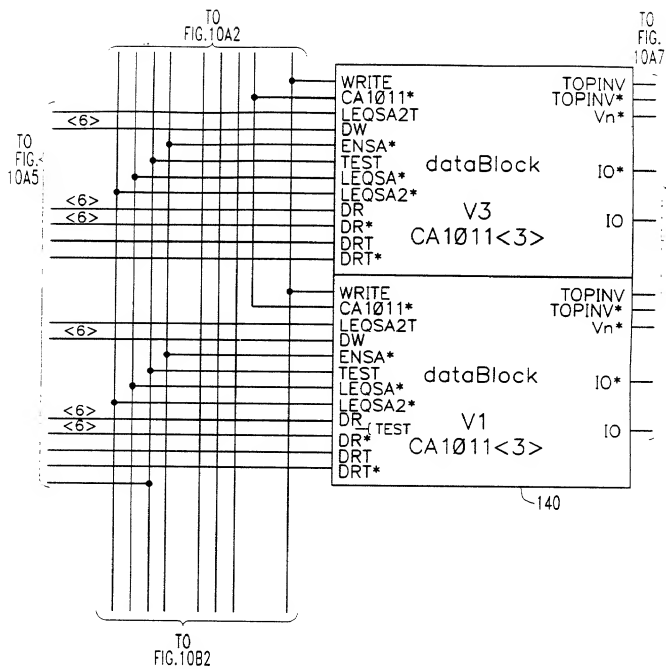 TO
FIG.10A2
TO
FIG.
10A7
TO
FIG.
10A5
WRITE
CA1Ø11*
LEQSA2T
DW
ENSA*
TEST
LEQSA*
LEQSA2*
DR
DR*
DRT
DRT*
<6>
<6>
<6>
dataBlock
V3
CA1Ø11<3>
TOPINV
TOPINV*
Vn*
IO*
IO
WRITE
CA1Ø11*
LEQSA2T
DW
ENSA*
TEST
LEQSA*
LEQSA2*
DR
TEST
DR*
DRT
DRT*
<6>
<6>
<6>
dataBlock
V1
CA1Ø11<3>
TOPINV
TOPINV*
Vn*
IO*
IO
140
TO
FIG.10B2